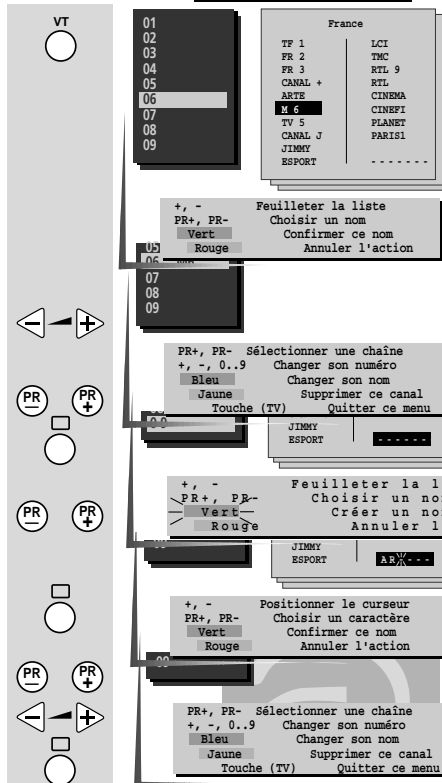 VT
01
02
03
04
05
06
07
08
09
France
TF 1 LCI
FR 2 TMC
FR 3 RTL 9
CANAL + RTL
ARTE CINEMA
M 6 CINEFI
TV 5 PLANET
CANAL J PARIS1
JIMMY
ESPORT - - - - - - -
+, - Feuilleter la liste
PR+, PR- Choisir un nom
Vert Confirmer ce nom
Rouge Annuler l'action
05
06 M6
07
08
09
PR+, PR- Sélectionner une chaîne
+, -, 0..9 Changer son numéro
Bleu Changer son nom
Jaune Supprimer ce canal
Touche (TV) Quitter ce menu
PR
-
PR
+
09
JIMMY
ESPORT - - - - - -
+, - Feuilleter la l
PR+, PR- Choisir un no
Vert Créer un no
Rouge Annuler l
PR
-
PR
+
JIMMY
ESPORT AR - - -
+, - Positionner le curseur
PR+, PR- Choisir un caractère
Vert Confirmer ce nom
Rouge Annuler l'action
PR
-
PR
+
09
PR+, PR- Sélectionner une chaîne
+, -, 0..9 Changer son numéro
Bleu Changer son nom
Jaune Supprimer ce canal
Touche (TV) Quitter ce menu